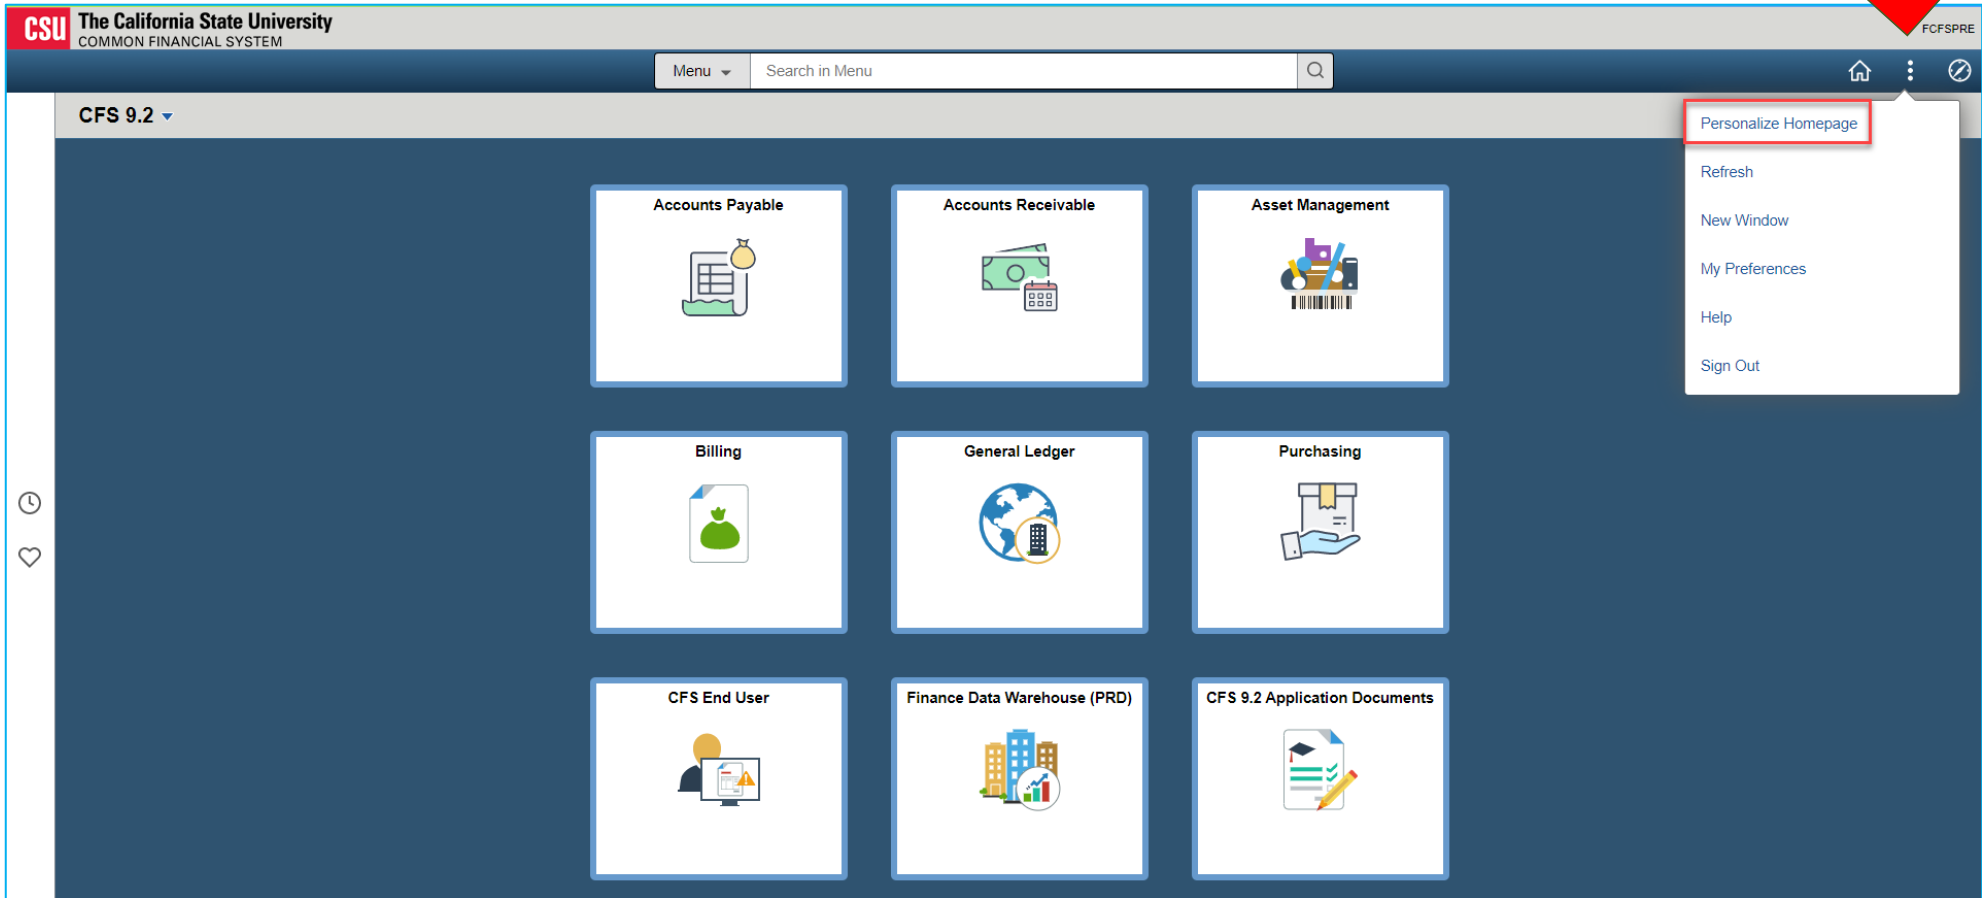 CSU
The California State University
COMMON FINANCIAL SYSTEM
FCFSPRE
Menu
Search in Menu
CFS 9.2
Personalize Homepage
Refresh
New Window
My Preferences
Help
Sign Out
Accounts Payable
Accounts Receivable
Asset Management
Billing
General Ledger
Purchasing
CFS End User
Finance Data Warehouse (PRD)
CFS 9.2 Application Documents